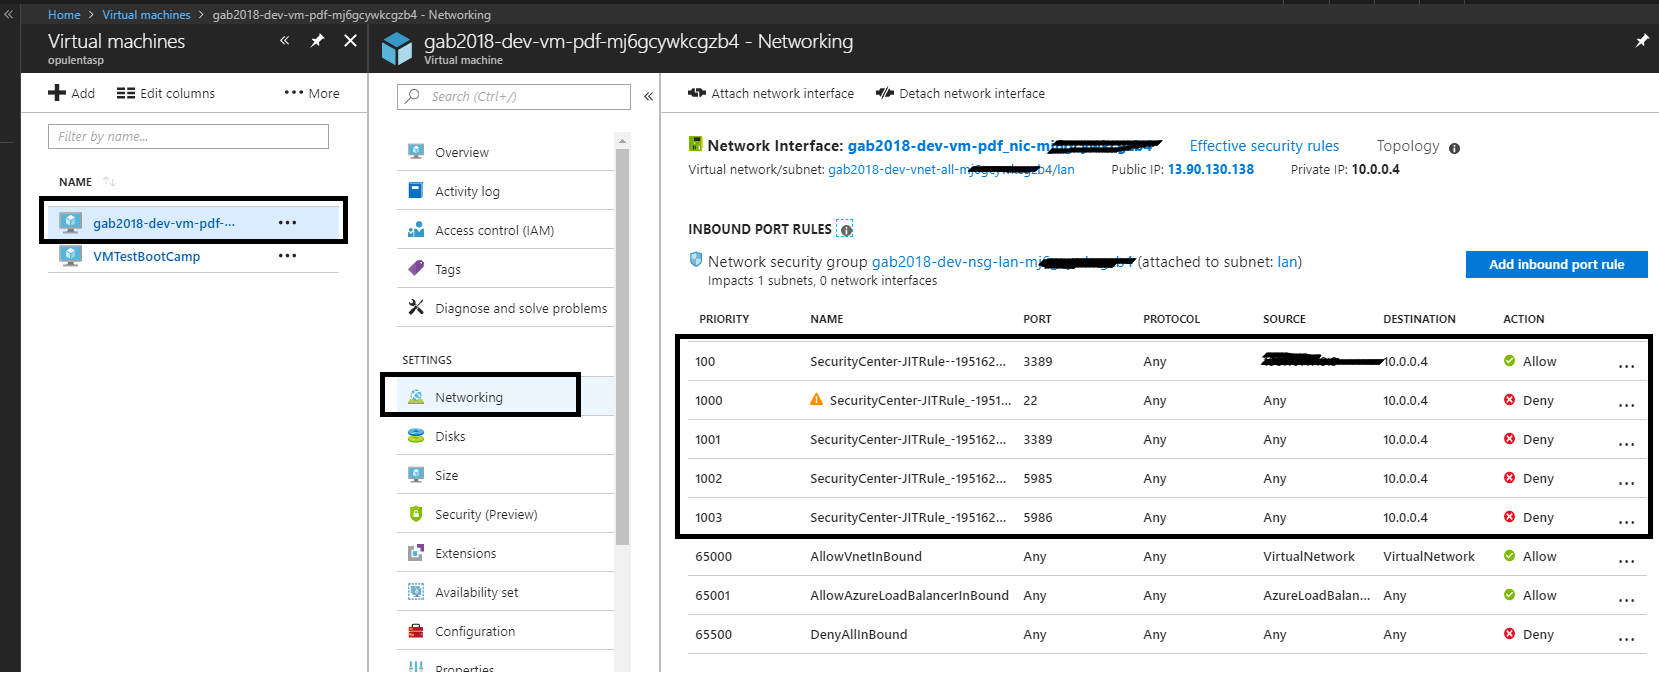 Home > Virtual machines > gab2018-dev-vm-pdf-mj6gcywkcgzb4 - Networking
Virtual machines
opulentasp
Add
Edit columns
More
Filter by name...
NAME
gab2018-dev-vm-pdf-...
VMTestBootCamp
gab2018-dev-vm-pdf-mj6gcywkcgzb4 - Networking
Virtual machine
Search (Ctrl+/)
Overview
Activity log
Access control (IAM)
Tags
Diagnose and solve problems
SETTINGS
Networking
Disks
Size
Security (Preview)
Extensions
Availability set
Configuration
Properties
Attach network interface
Detach network interface
Network Interface: gab2018-dev-vm-pdf_nic- Effective security rules Topology
Virtual network/subnet: gab2018-dev-vnet-all- /lan Public IP: 13.90.130.138 Private IP: 10.0.0.4
INBOUND PORT RULES
Network security group gab2018-dev-nsg-lan- (attached to subnet: lan)
Impacts 1 subnets, 0 network interfaces
Add inbound port rule
PRIORITY NAME PORT PROTOCOL SOURCE DESTINATION ACTION
100 SecurityCenter-JITRule--195162... 3389 Any 10.0.0.4 Allow ...
1000 SecurityCenter-JITRule_-1951... 22 Any Any 10.0.0.4 Deny ...
1001 SecurityCenter-JITRule_-195162... 3389 Any Any 10.0.0.4 Deny ...
1002 SecurityCenter-JITRule_-195162... 5985 Any Any 10.0.0.4 Deny ...
1003 SecurityCenter-JITRule_-195162... 5986 Any Any 10.0.0.4 Deny ...
65000 AllowVnetInBound Any Any VirtualNetwork VirtualNetwork Allow ...
65001 AllowAzureLoadBalancerInBound Any Any AzureLoadBalan... Any Allow ...
65500 DenyAllInBound Any Any Any Any Deny ...